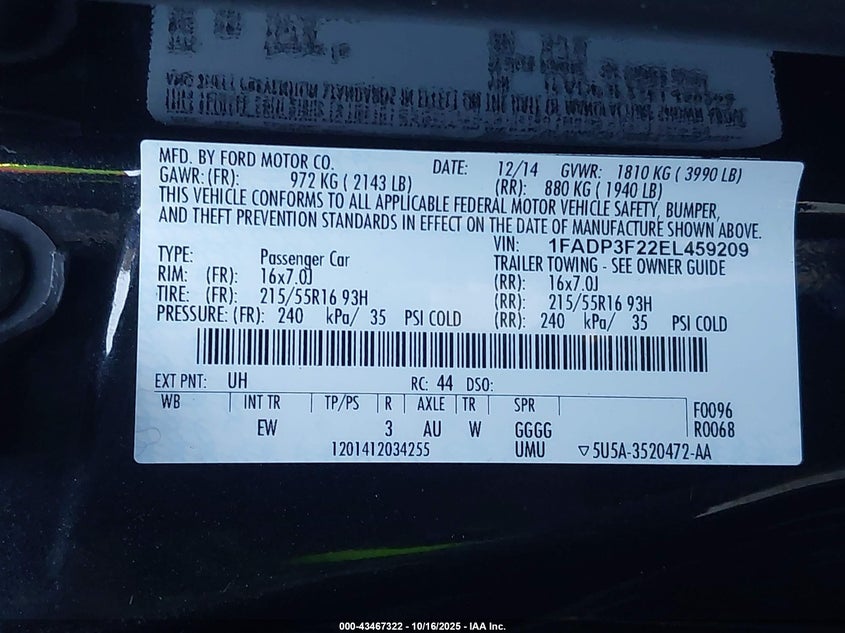 MFD. BY FORD MOTOR CO. DATE: 12/14 GVWR: 1810 KG ( 3990 LB)
GAWR: (FR): 972 KG ( 2143 LB) (RR): 880 KG ( 1940 LB)
THIS VEHICLE CONFORMS TO ALL APPLICABLE FEDERAL MOTOR VEHICLE SAFETY, BUMPER,
AND THEFT PREVENTION STANDARDS IN EFFECT ON THE DATE OF MANUFACTURE SHOWN ABOVE.
VIN: 1FADP3F22EL459209
TYPE: Passenger Car TRAILER TOWING - SEE OWNER GUIDE
RIM: (FR): 16x7.0J (RR): 16x7.0J
TIRE: (FR): 215/55R16 93H (RR): 215/55R16 93H
PRESSURE: (FR): 240 kPa/ 35 PSI COLD (RR): 240 kPa/ 35 PSI COLD
EXT PNT: UH RC: 44 DSO:
WB INT TR TP/PS R AXLE TR SPR F0096
EW 3 AU W GGGG R0068
1201412034255 UMU ▽5U5A-3520472-AA
000-43467322 - 10/16/2025 - IAA Inc.